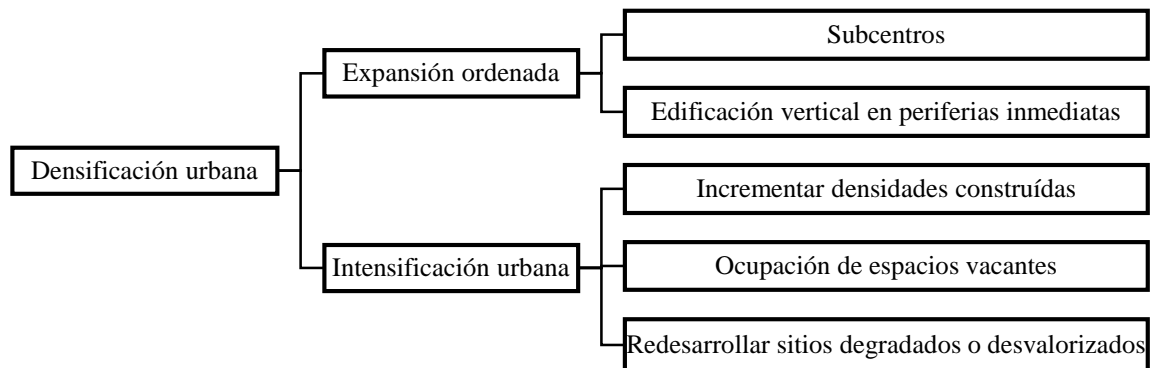 Densificación urbana
Expansión ordenada
Subcentros
Edificación vertical en periferias inmediatas
Intensificación urbana
Incrementar densidades construídas
Ocupación de espacios vacantes
Redesarrollar sitios degradados o desvalorizados